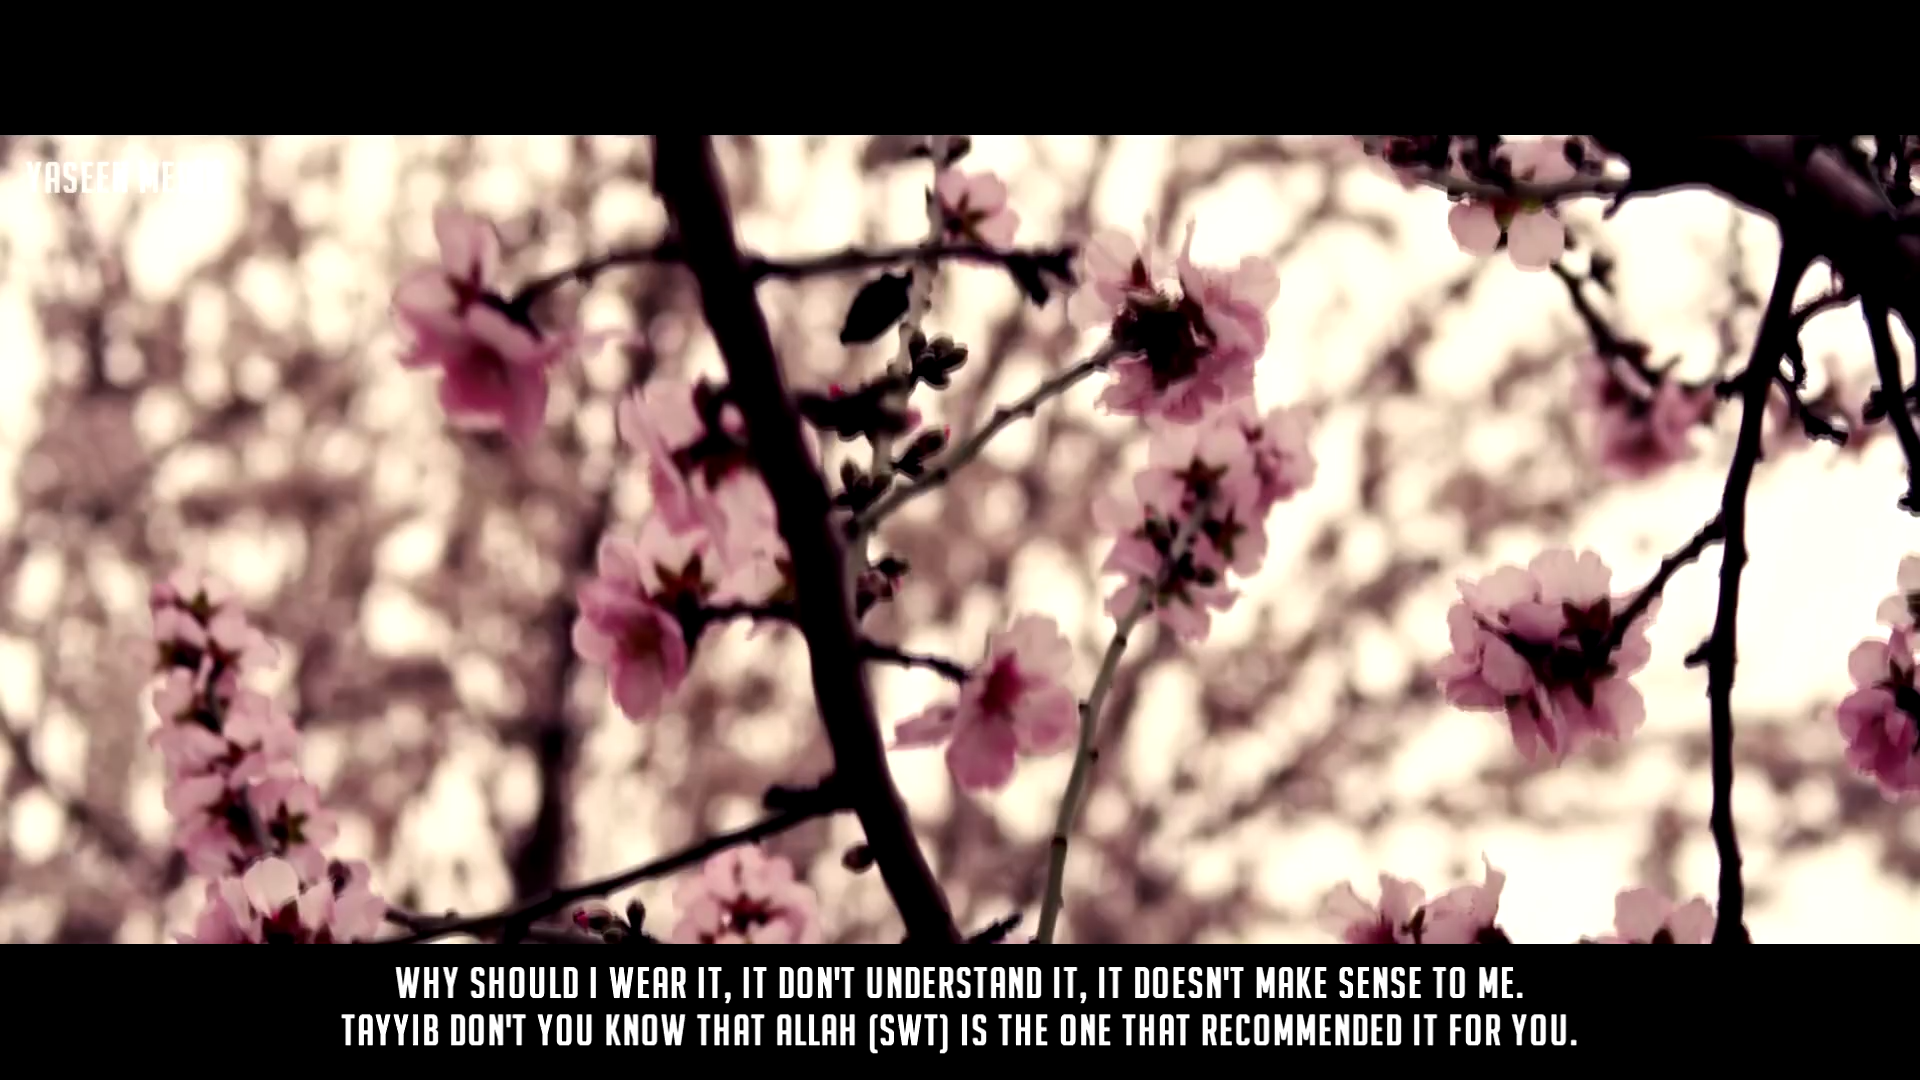 YASEEN
WHY SHOULD I WEAR IT, IT DON'T UNDERSTAND IT, IT DOESN'T MAKE SENSE TO ME.
TAYYIB DON'T YOU KNOW THAT ALLAH (SWT) IS THE ONE THAT RECOMMENDED IT FOR YOU.